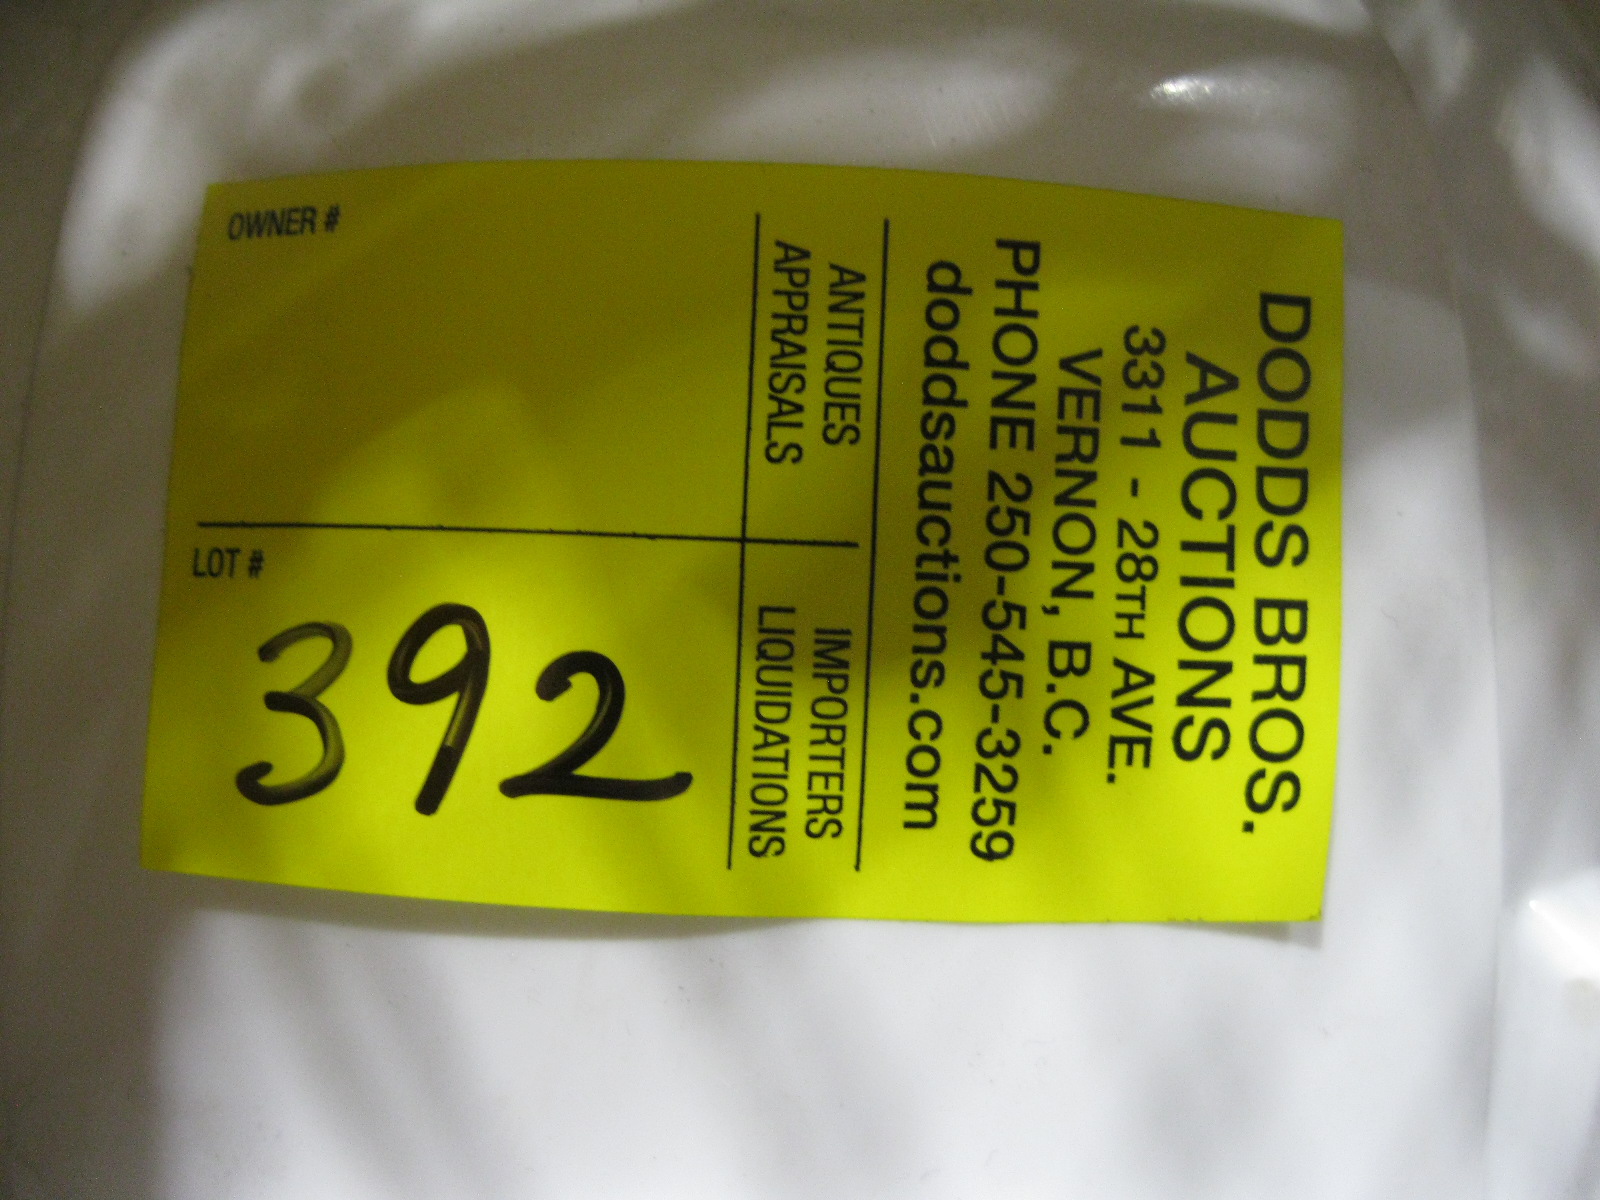 DODDS BROS.
AUCTIONS
3311 - 28TH AVE.
VERNON, B.C.
PHONE 250-545-3259
doddsauctions.com
ANTIQUES
APPRAISALS
IMPORTERS
LIQUIDATIONS
OWNER #
LOT #
392